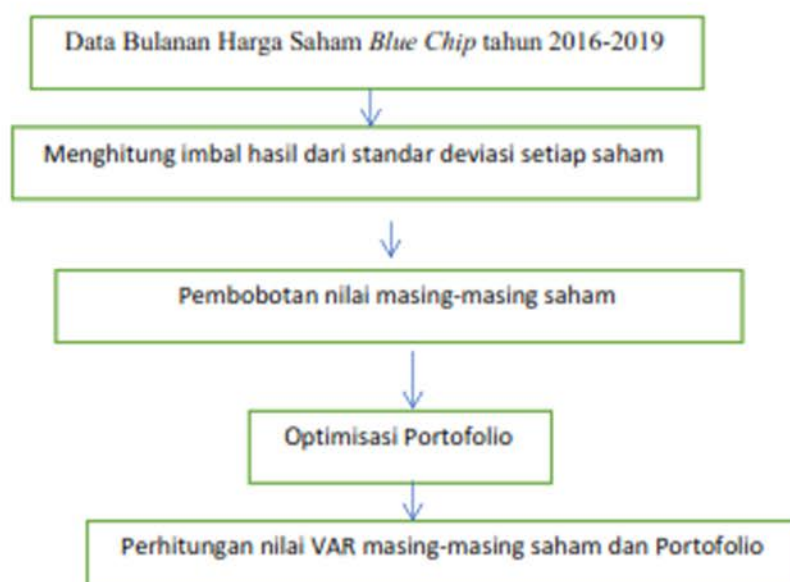 Data Bulanan Harga Saham Blue Chip tahun 2016-2019
Menghitung imbal hasil dari standar deviasi setiap saham
Pembobotan nilai masing-masing saham
Optimisasi Portofolio
Perhitungan nilai VAR masing-masing saham dan Portofolio